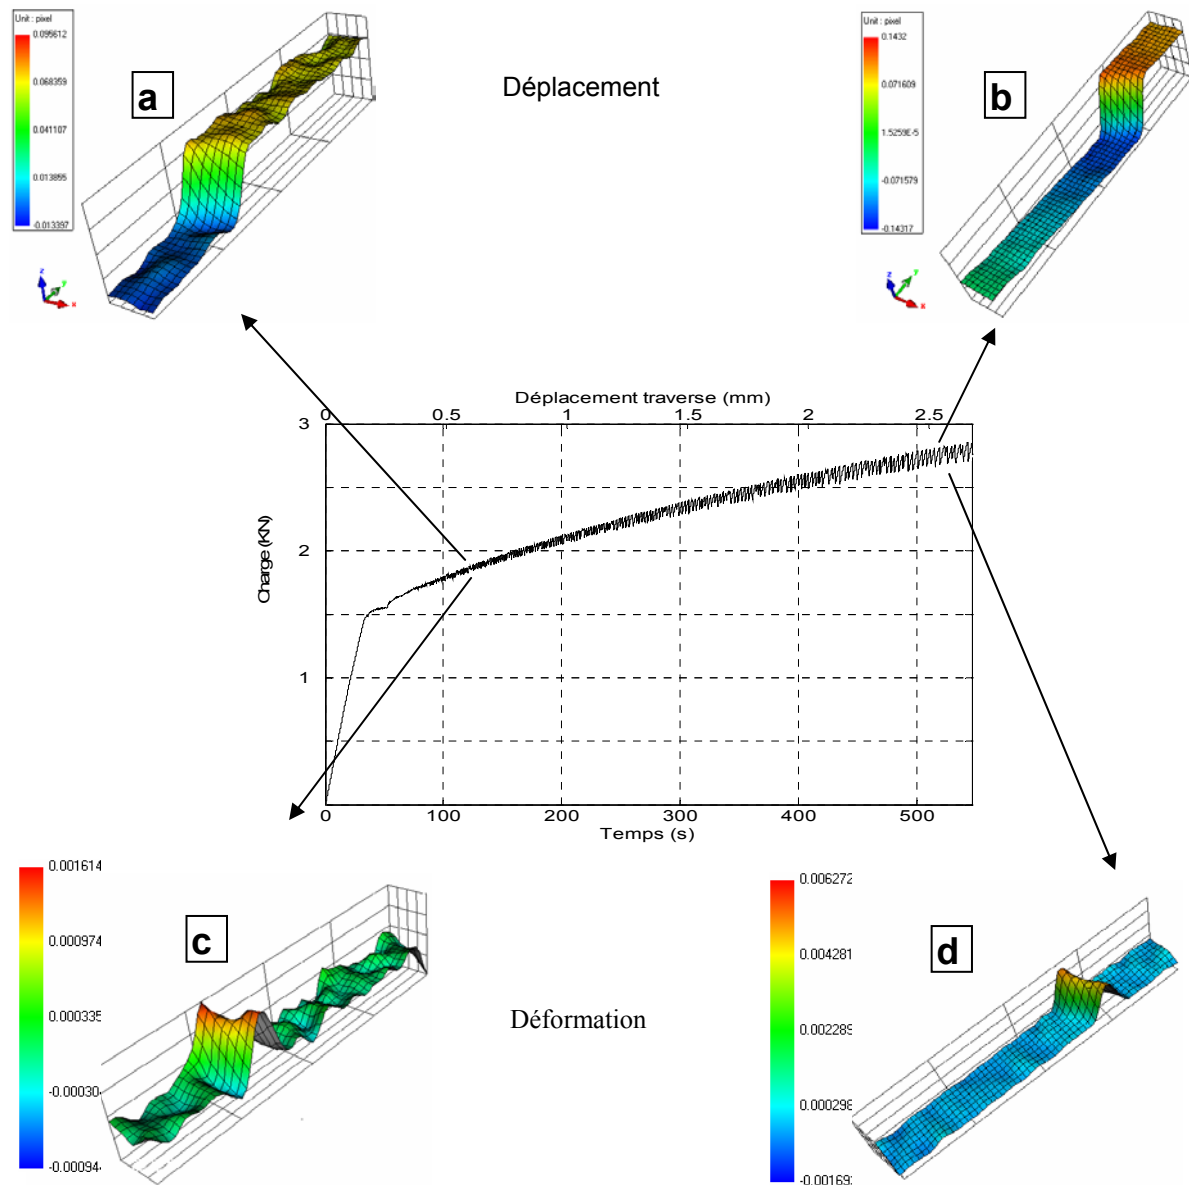 Unit : pixel
0.095612
0.068359
0.041107
0.013855
-0.013397
a
z
y
x
Déplacement
Unit : pixel
0.1432
0.071609
1.5259E-5
-0.071579
-0.14317
b
z
y
x
Déplacement traverse (mm)
0 0.5 1 1.5 2 2.5
3
2
1
Charge (KN)
0 100 200 300 400 500
Temps (s)
0.001614
0.000974
0.000335
-0.00030
-0.00094
c
Déformation
0.006272
0.004281
0.002289
0.000298
-0.00169
d